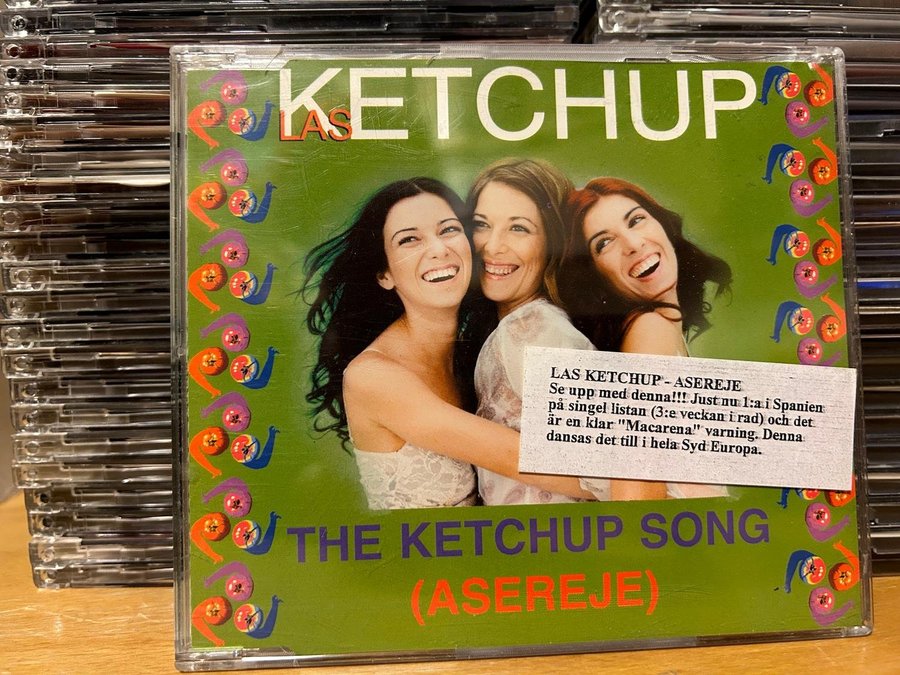 LAS KETCHUP
LAS KETCHUP - ASEREJE
Se upp med denna!!! Just nu 1:a i Spanien
på singel listan (3:e veckan i rad) och det
är en klar "Macarena" varning. Denna
dansas det till i hela Syd Europa.
THE KETCHUP SONG
(ASEREJE)